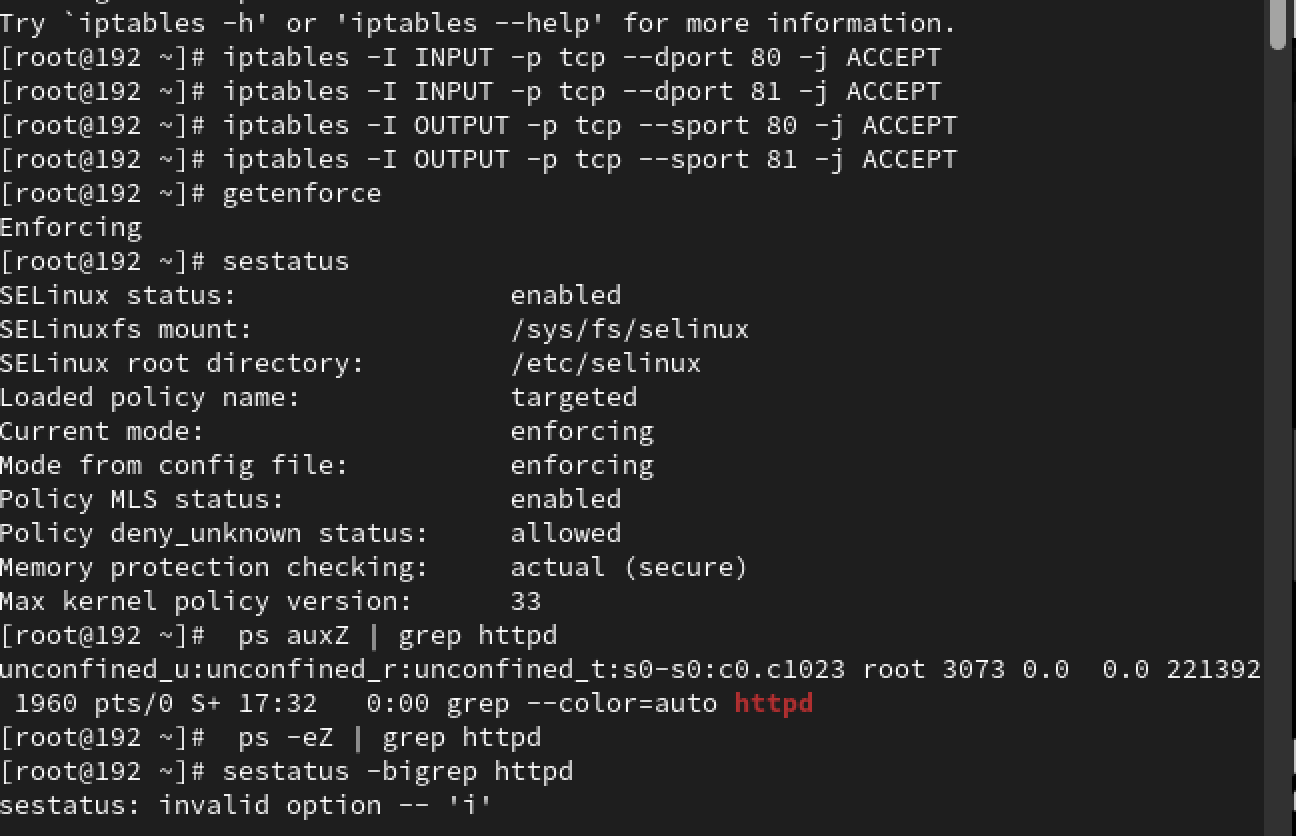 Try `iptables -h' or 'iptables --help' for more information.
[root@192 ~]# iptables -I INPUT -p tcp --dport 80 -j ACCEPT
[root@192 ~]# iptables -I INPUT -p tcp --dport 81 -j ACCEPT
[root@192 ~]# iptables -I OUTPUT -p tcp --sport 80 -j ACCEPT
[root@192 ~]# iptables -I OUTPUT -p tcp --sport 81 -j ACCEPT
[root@192 ~]# getenforce
Enforcing
[root@192 ~]# sestatus
SELinux status:                 enabled
SELinuxfs mount:                /sys/fs/selinux
SELinux root directory:         /etc/selinux
Loaded policy name:             targeted
Current mode:                   enforcing
Mode from config file:          enforcing
Policy MLS status:              enabled
Policy deny_unknown status:     allowed
Memory protection checking:     actual (secure)
Max kernel policy version:      33
[root@192 ~]#  ps auxZ | grep httpd
unconfined_u:unconfined_r:unconfined_t:s0-s0:c0.c1023 root 3073 0.0  0.0 221392
 1960 pts/0 S+ 17:32   0:00 grep --color=auto httpd
[root@192 ~]#  ps -eZ | grep httpd
[root@192 ~]# sestatus -bigrep httpd
sestatus: invalid option -- 'i'